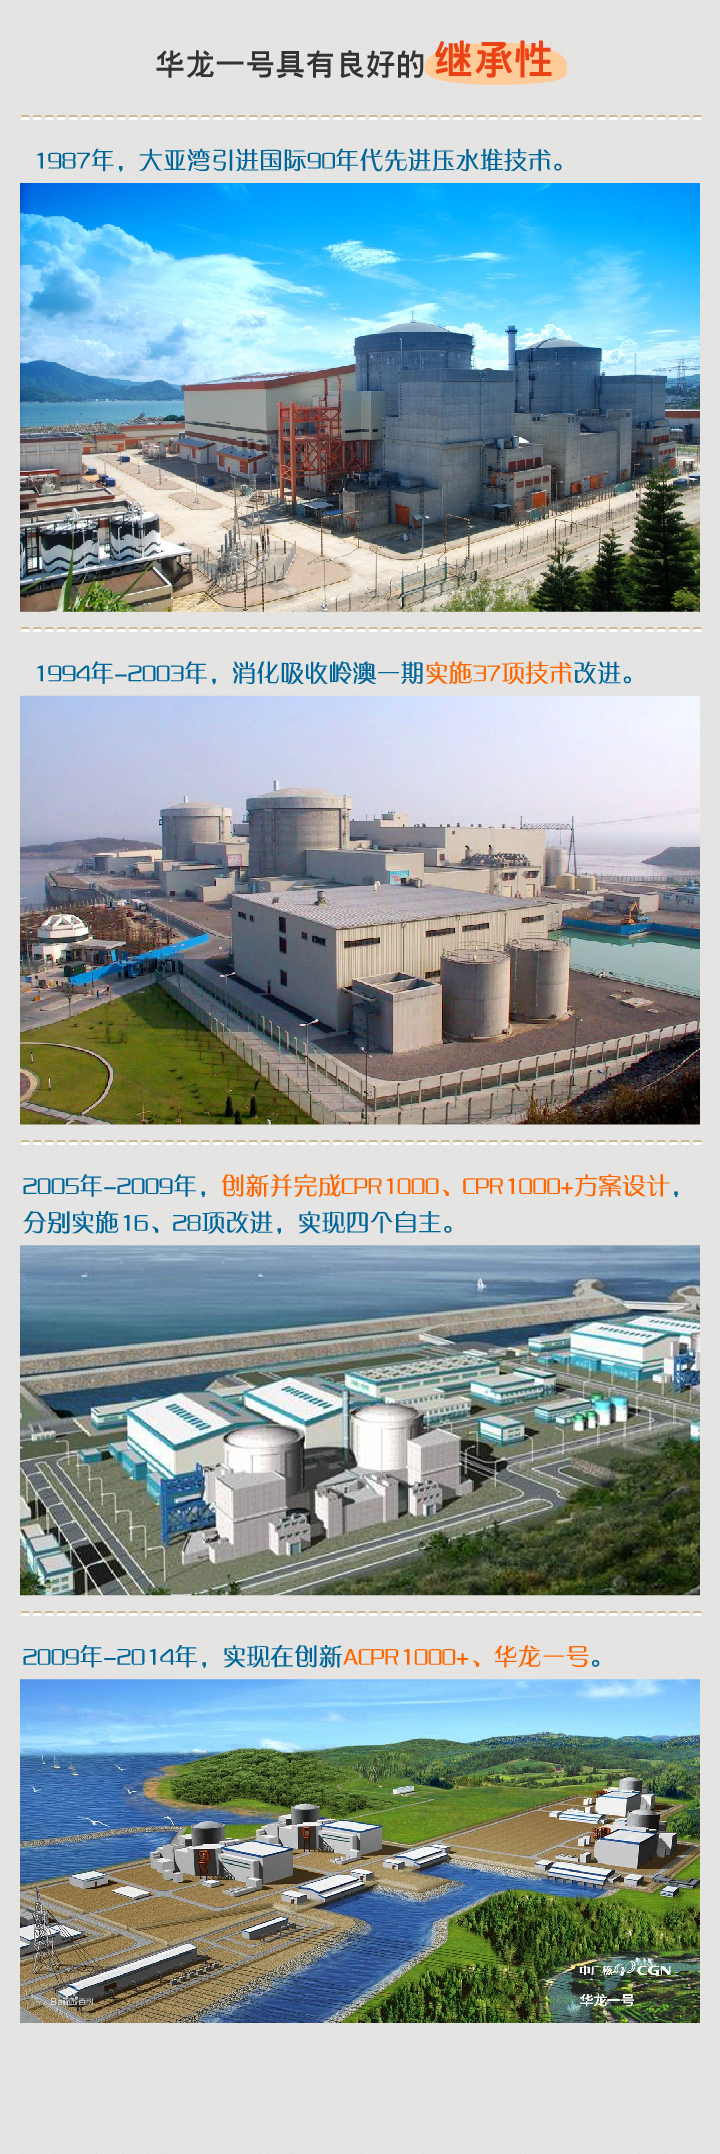 华龙一号具有良好的继承性
1987年，大亚湾引进国际90年代先进压水堆技术。
1994年-2003年，消化吸收岭澳一期实施37项技术改进。
2005年-2009年，创新并完成CPR1000、CPR1000+方案设计，
分别实施16、28项改进，实现四个自主。
2009年-2014年，实现在创新ACPR1000+、华龙一号。
中广核 CGN
华龙一号
Baidu百科